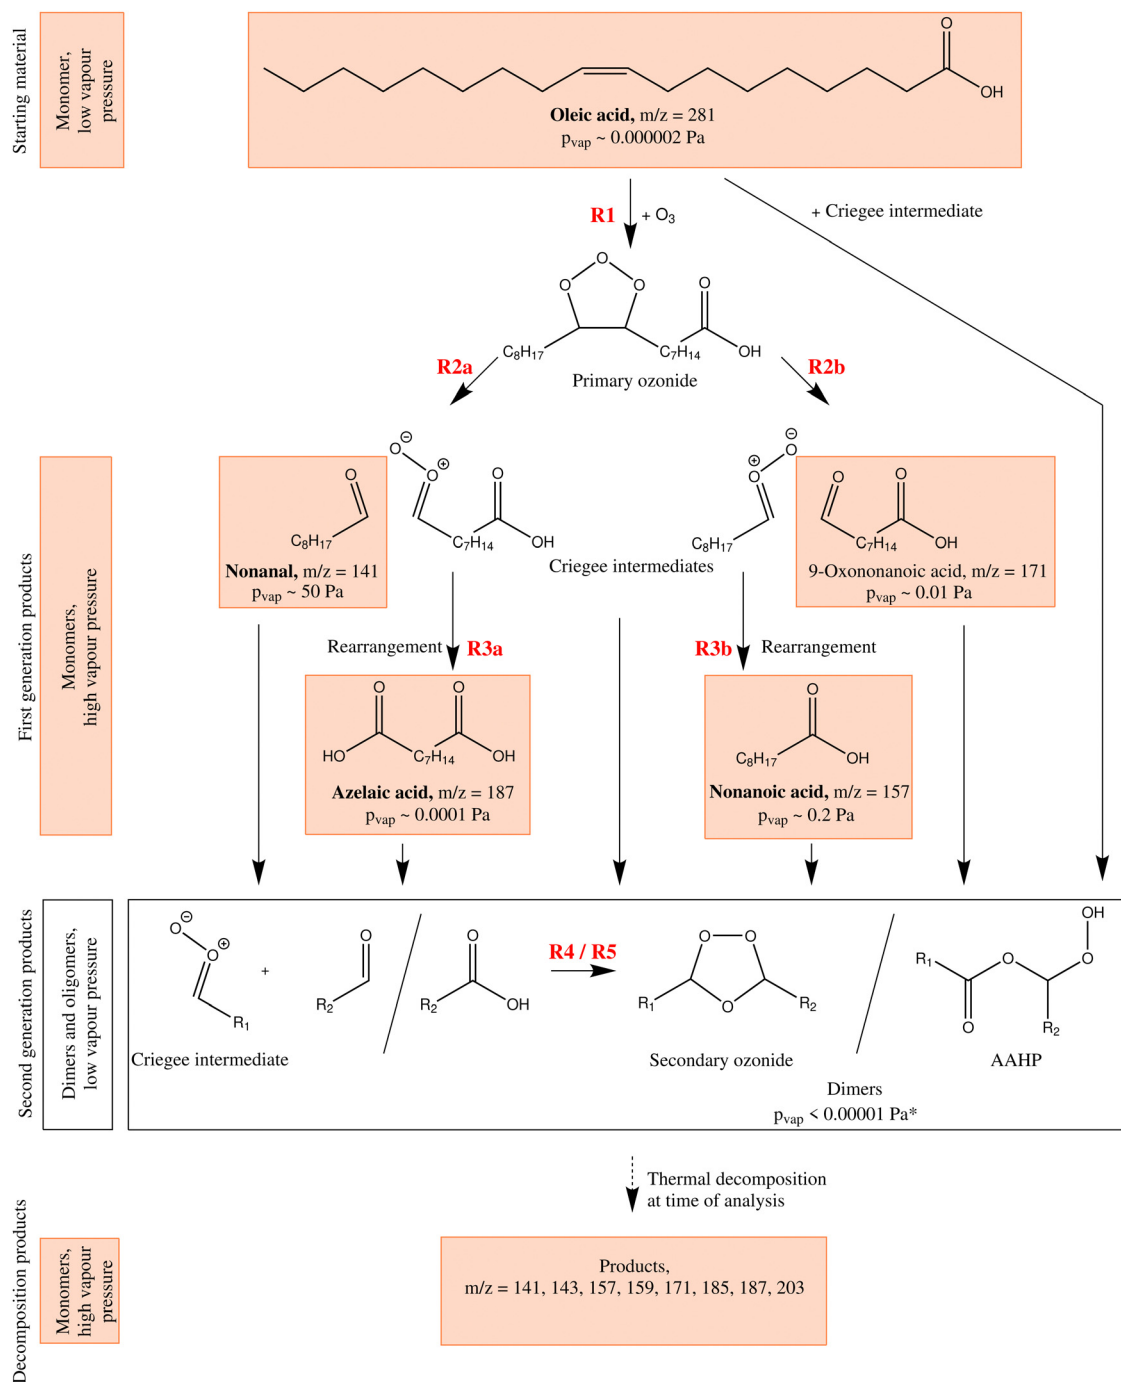 Starting material
Monomer,
low vapour
pressure
O
OH
Oleic acid, m/z = 281
pvap ~ 0.000002 Pa
R1
+ O3
+ Criegee intermediate
O
O
O
O
C8H17
C7H14
OH
Primary ozonide
R2a
R2b
First generation products
Monomers,
high vapour pressure
O
C8H17
Nonanal, m/z = 141
pvap ~ 50 Pa
O⊖
O⊕
O
C7H14
OH
Criegee intermediates
O⊖
O⊕
C8H17
O
O
C7H14
OH
9-Oxononanoic acid, m/z = 171
pvap ~ 0.01 Pa
Rearrangement
R3a
R3b
Rearrangement
O
O
HO
C7H14
OH
Azelaic acid, m/z = 187
pvap ~ 0.0001 Pa
O
C8H17
OH
Nonanoic acid, m/z = 157
pvap ~ 0.2 Pa
Second generation products
Dimers and oligomers,
low vapour pressure
O⊖
O⊕
R1
+
O
R2
O
R2
OH
Criegee intermediate
R4 / R5
O
O
O
R1
R2
Secondary ozonide
OH
R1
O
O
O
R2
AAHP
Dimers
pvap < 0.00001 Pa*
Thermal decomposition
at time of analysis
Decomposition products
Monomers,
high vapour
pressure
Products,
m/z = 141, 143, 157, 159, 171, 185, 187, 203